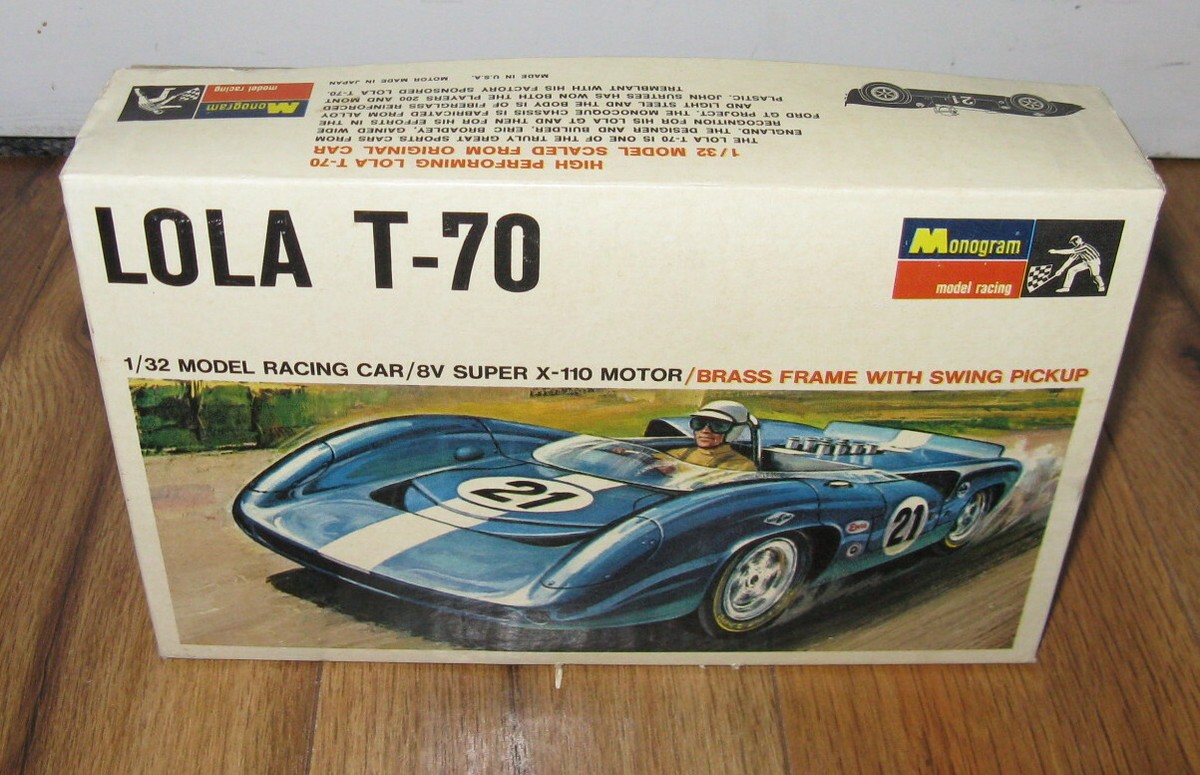 HIGH PERFORMING LOLA T-70
1/32 MODEL SCALED FROM ORIGINAL CAR
THE LOLA T-70 IS ONE OF THE TRULY GREAT SPORTS CARS FROM
ENGLAND. THE DESIGNER AND BUILDER, ERIC BROADLEY, GAINED WIDE
RECOGNITION FOR HIS LOLA GT AND THEN FOR HIS EFFORTS IN THE
FORD GT PROJECT. THE MONOCOQUE CHASSIS IS FABRICATED FROM ALLOY
AND LIGHT STEEL AND THE BODY IS OF FIBERGLAS REINFORCED
PLASTIC. JOHN SURTEES HAS WON BOTH THE PLAYERS 200 AND MONT
TREMBLANT WITH HIS FACTORY SPONSORED LOLA T-70.
MADE IN U.S.A. MOTOR MADE IN JAPAN
Monogram
model racing
21
LOLA T-70
Monogram
model racing
1/32 MODEL RACING CAR/8V SUPER X-110 MOTOR/BRASS FRAME WITH SWING PICKUP
21
21